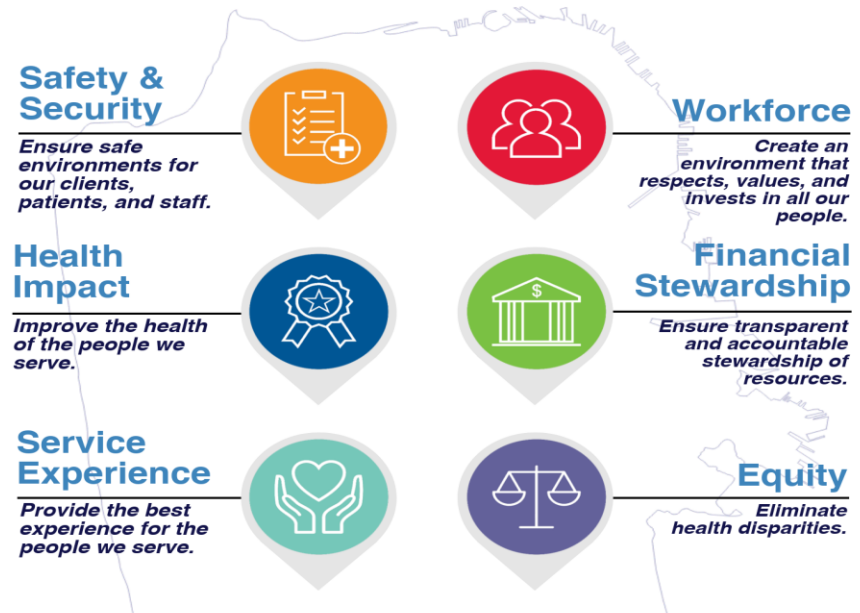 Safety &
Security
Ensure safe
environments for
our clients,
patients, and staff.
Workforce
Create an
environment that
respects, values, and
invests in all our
people.
Health
Impact
Improve the health
of the people we
serve.
$
Financial
Stewardship
Ensure transparent
and accountable
stewardship of
resources.
Service
Experience
Provide the best
experience for the
people we serve.
Equity
Eliminate
health disparities.